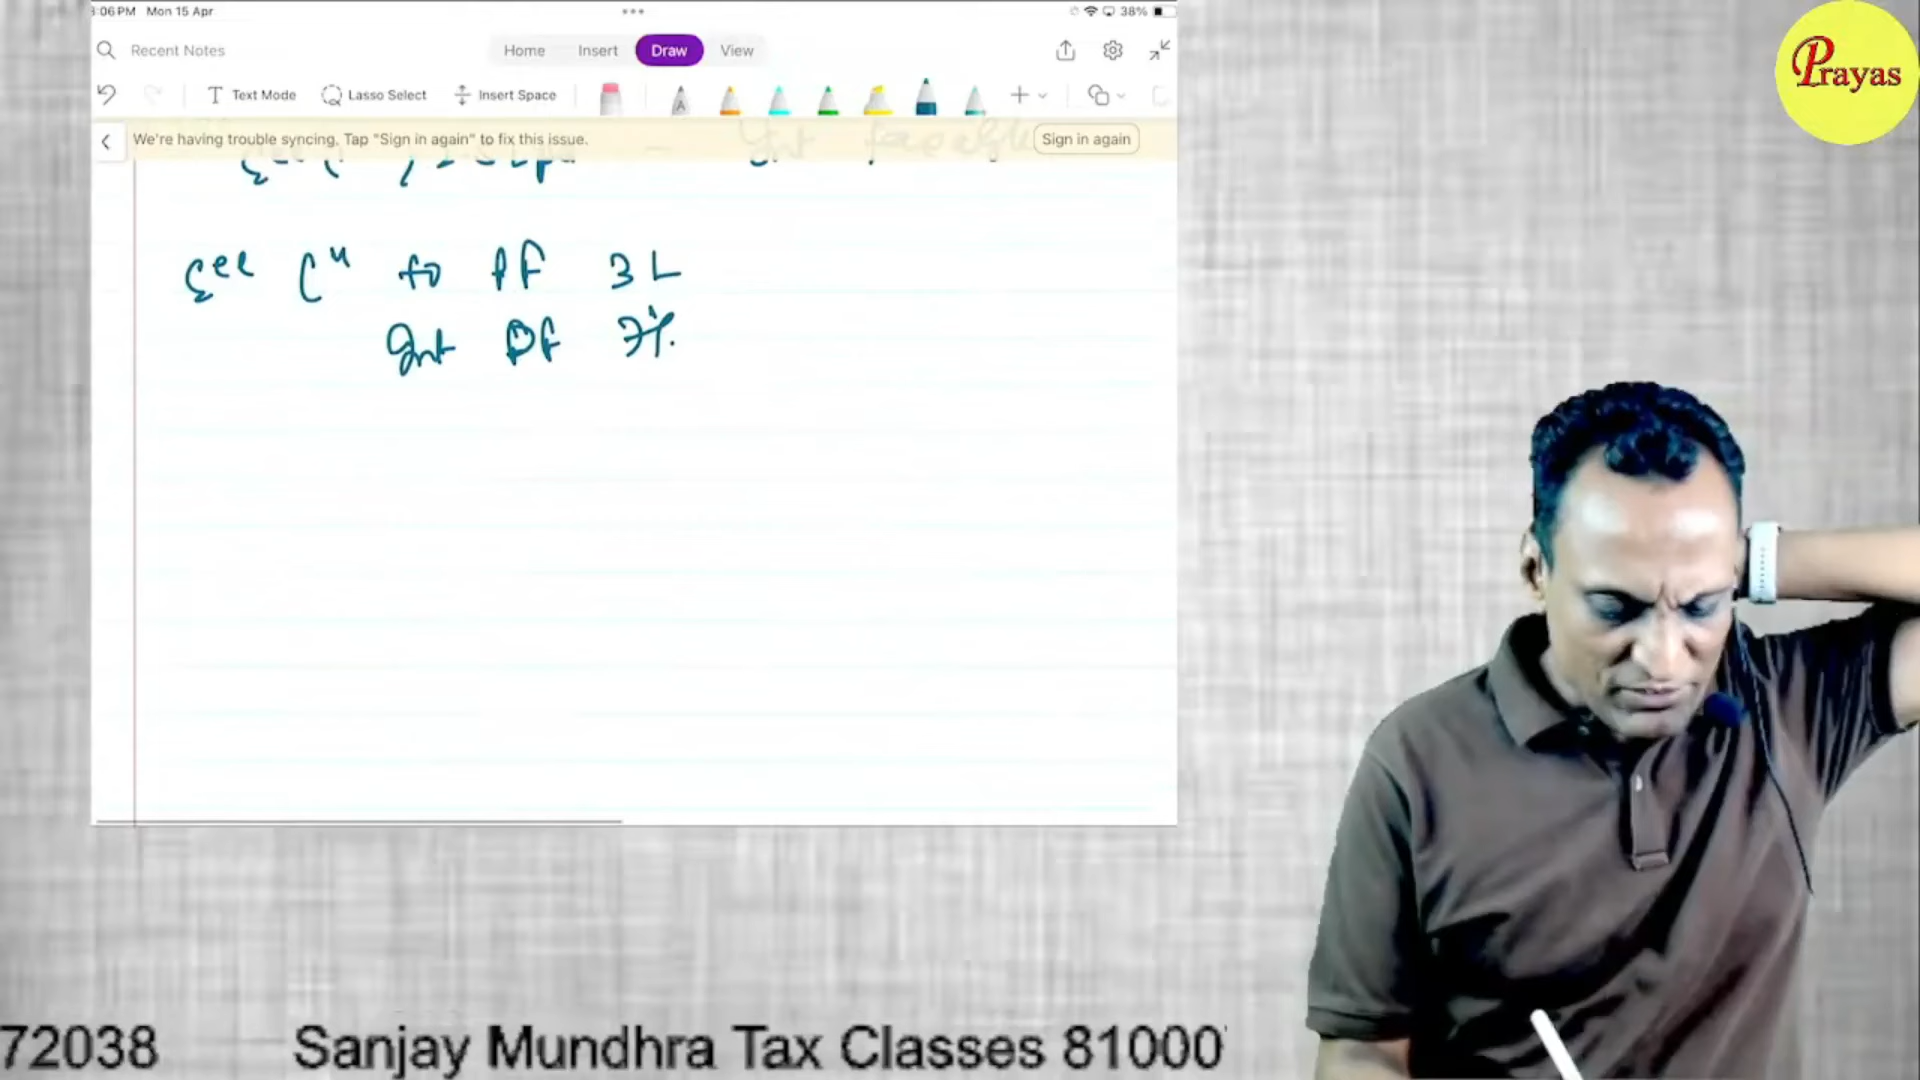 3:06 PM Mon 15 Apr
38%
Prayas
Recent Notes
Home Insert Draw View
Text Mode Lasso Select Insert Space
We're having trouble syncing. Tap "Sign in again" to fix this issue.
Sign in again
to PF 3 L
Int PF 7%.
72038 Sanjay Mundhra Tax Classes 81000